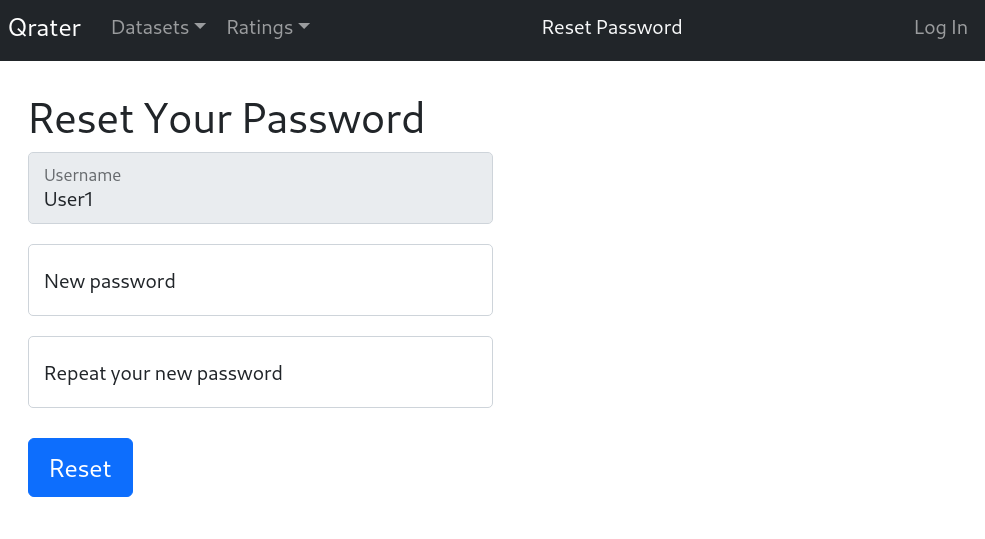 Qrater Datasets Ratings Reset Password Log In
Reset Your Password
Username
User1
New password
Repeat your new password
Reset